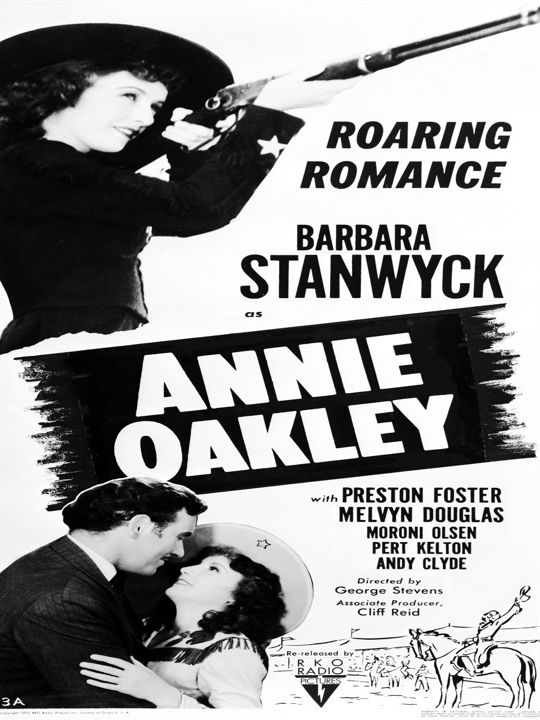 ROARING
ROMANCE
BARBARA
STANWYCK
as
ANNIE
OAKLEY
with PRESTON FOSTER
MELVYN DOUGLAS
MORONI OLSEN
PERT KELTON
ANDY CLYDE
Directed by
George Stevens
Associate Producer,
Cliff Reid
Re-released by
RKO
RADIO
PICTURES
3A